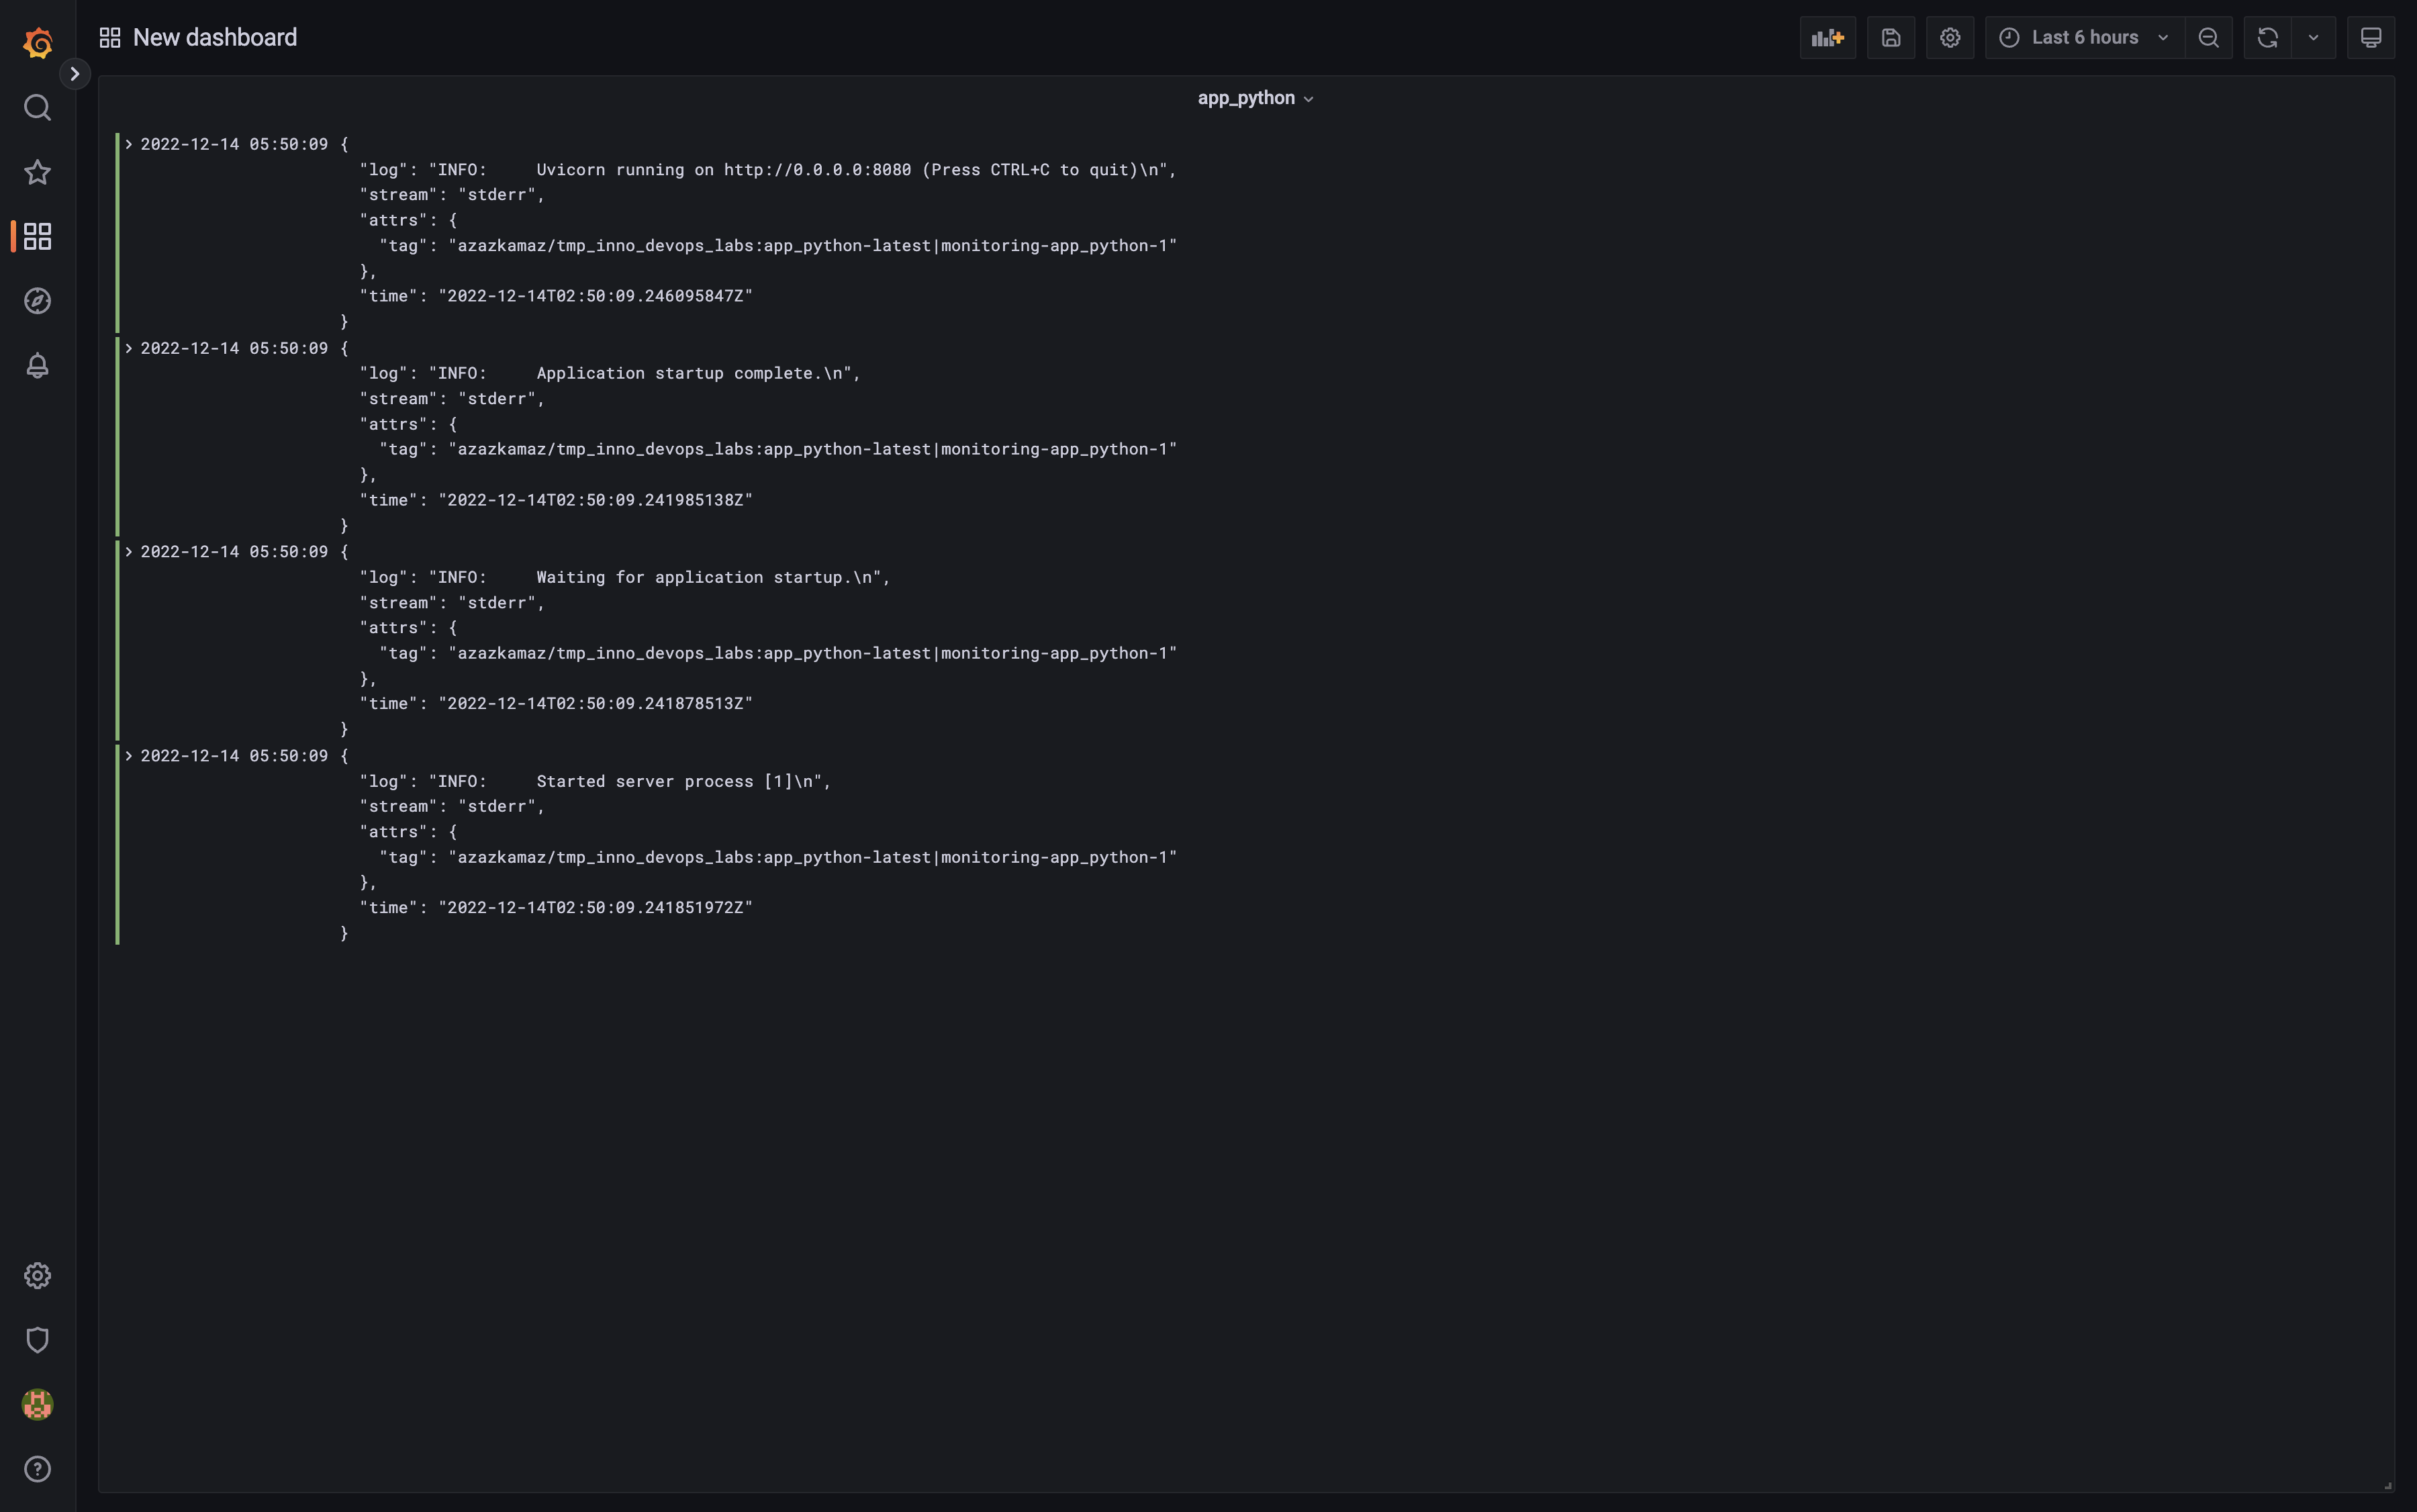 New dashboard
Last 6 hours
app_python
2022-12-14 05:50:09 {
"log": "INFO:     Uvicorn running on http://0.0.0.0:8080 (Press CTRL+C to quit)\n",
"stream": "stderr",
"attrs": {
"tag": "azazkamaz/tmp_inno_devops_labs:app_python-latest|monitoring-app_python-1"
},
"time": "2022-12-14T02:50:09.246095847Z"
}
2022-12-14 05:50:09 {
"log": "INFO:     Application startup complete.\n",
"stream": "stderr",
"attrs": {
"tag": "azazkamaz/tmp_inno_devops_labs:app_python-latest|monitoring-app_python-1"
},
"time": "2022-12-14T02:50:09.241985138Z"
}
2022-12-14 05:50:09 {
"log": "INFO:     Waiting for application startup.\n",
"stream": "stderr",
"attrs": {
"tag": "azazkamaz/tmp_inno_devops_labs:app_python-latest|monitoring-app_python-1"
},
"time": "2022-12-14T02:50:09.241878513Z"
}
2022-12-14 05:50:09 {
"log": "INFO:     Started server process [1]\n",
"stream": "stderr",
"attrs": {
"tag": "azazkamaz/tmp_inno_devops_labs:app_python-latest|monitoring-app_python-1"
},
"time": "2022-12-14T02:50:09.241851972Z"
}